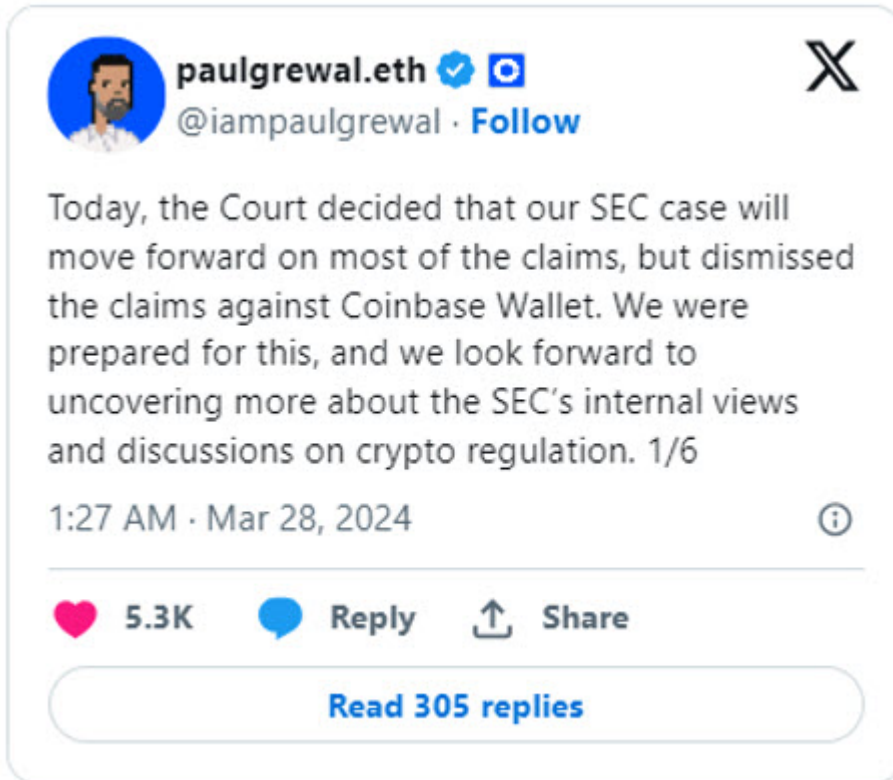 paulgrewal.eth
@iampaulgrewal · Follow
Today, the Court decided that our SEC case will
move forward on most of the claims, but dismissed
the claims against Coinbase Wallet. We were
prepared for this, and we look forward to
uncovering more about the SEC's internal views
and discussions on crypto regulation. 1/6
1:27 AM · Mar 28, 2024
5.3K Reply Share
Read 305 replies